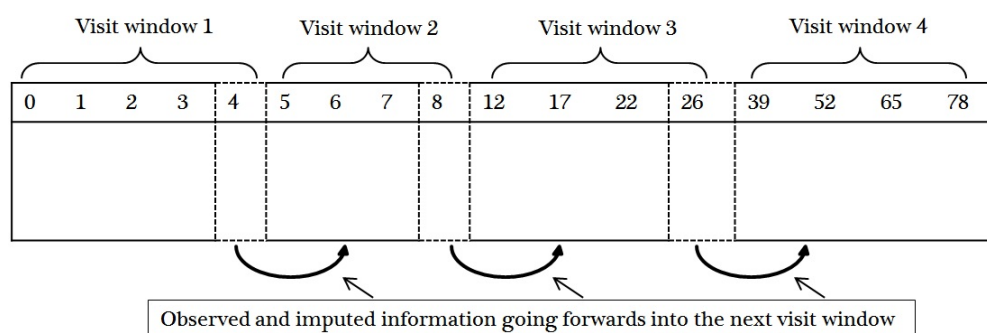 Visit window 1 Visit window 2 Visit window 3 Visit window 4
0 1 2 3 4 5 6 7 8 12 17 22 26 39 52 65 78
Observed and imputed information going forwards into the next visit window